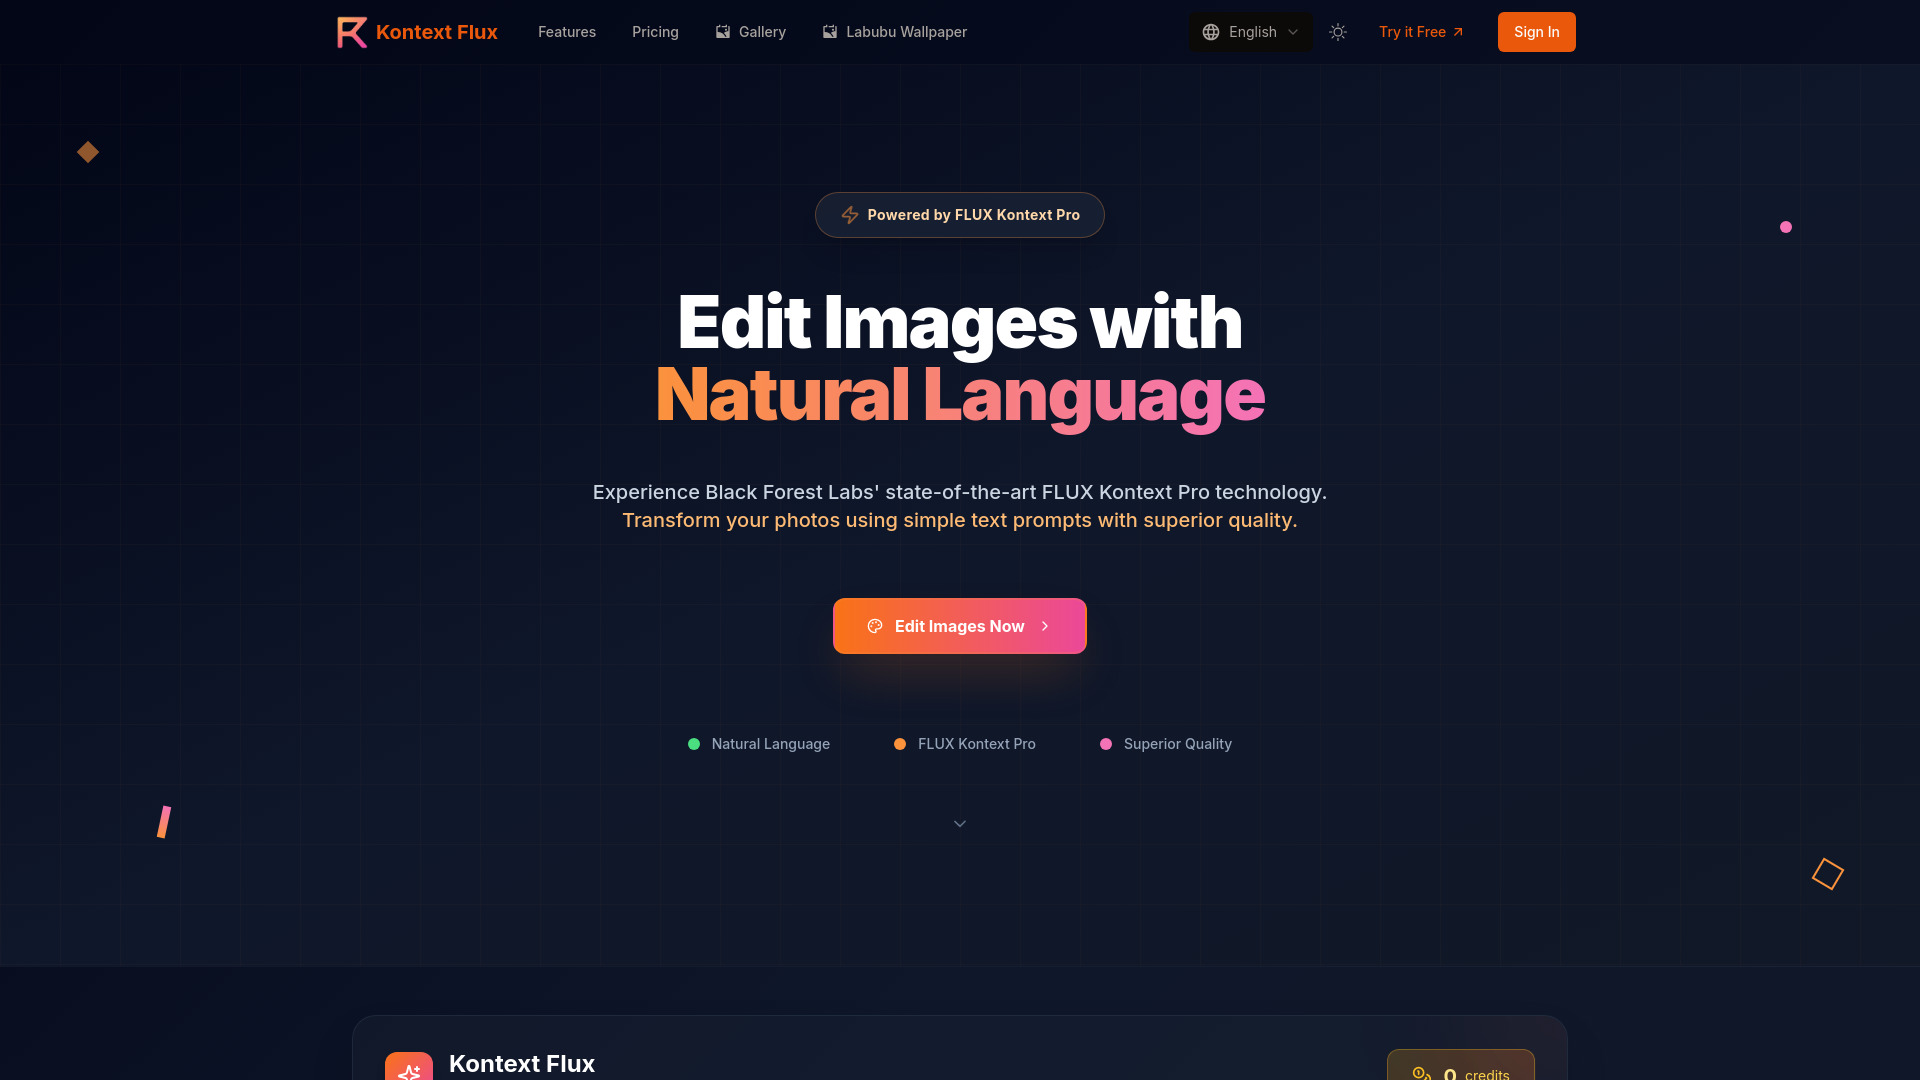 Kontext Flux
Features
Pricing
Gallery
Labubu Wallpaper
English
Try it Free
Sign In
Powered by FLUX Kontext Pro
Edit Images with
Natural Language
Experience Black Forest Labs' state-of-the-art FLUX Kontext Pro technology.
Transform your photos using simple text prompts with superior quality.
Edit Images Now
Natural Language
FLUX Kontext Pro
Superior Quality
Kontext Flux
0 credits